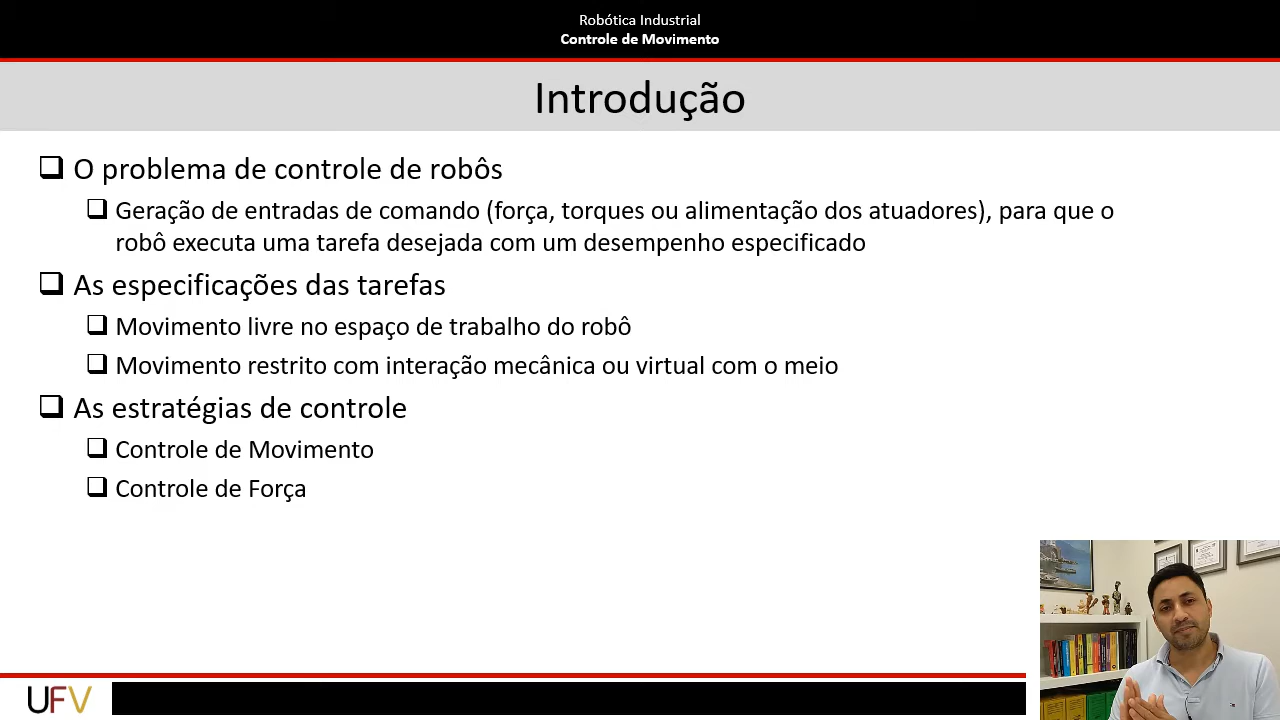 Robótica Industrial
Controle de Movimento
Introdução
O problema de controle de robôs
Geração de entradas de comando (força, torques ou alimentação dos atuadores), para que o
robô executa uma tarefa desejada com um desempenho especificado
As especificações das tarefas
Movimento livre no espaço de trabalho do robô
Movimento restrito com interação mecânica ou virtual com o meio
As estratégias de controle
Controle de Movimento
Controle de Força
UFV